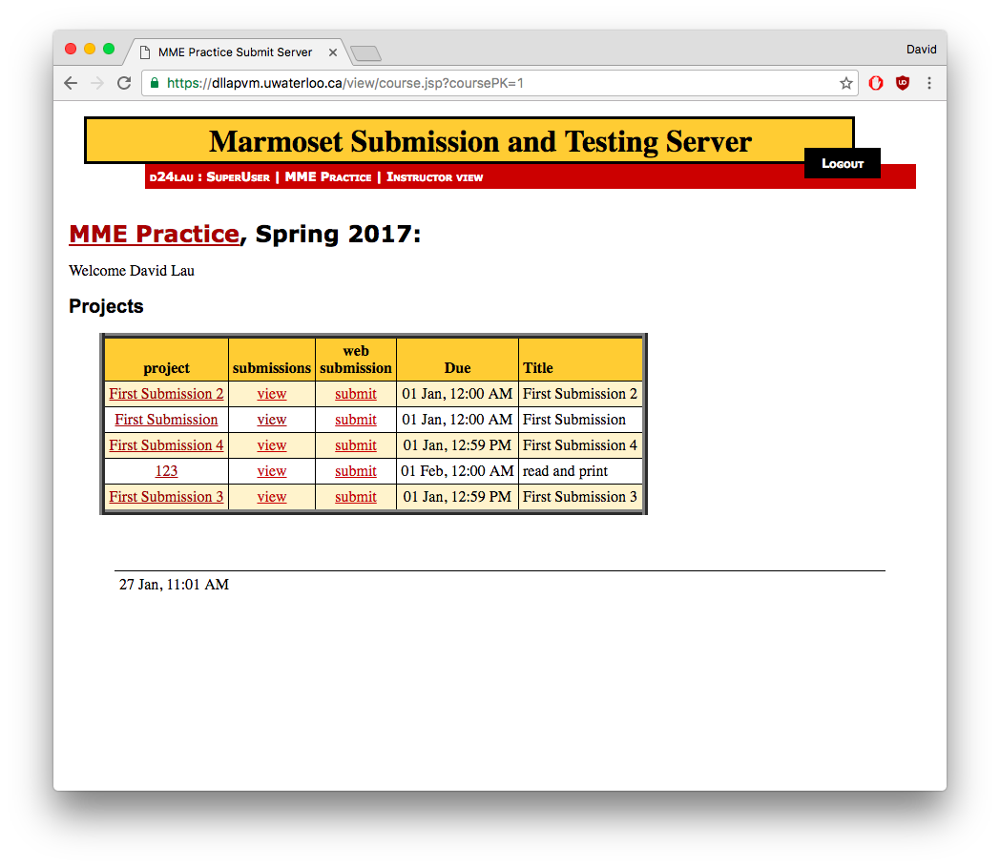 MME Practice Submit Server
David
https://dllapvm.uwaterloo.ca/view/course.jsp?coursePK=1
Marmoset Submission and Testing Server
d24lau : SuperUser | MME Practice | Instructor view
Logout
MME Practice, Spring 2017:
Welcome David Lau
Projects
project submissions web submission Due Title
First Submission 2 view submit 01 Jan, 12:00 AM First Submission 2
First Submission view submit 01 Jan, 12:00 AM First Submission
First Submission 4 view submit 01 Jan, 12:59 PM First Submission 4
123 view submit 01 Feb, 12:00 AM read and print
First Submission 3 view submit 01 Jan, 12:59 PM First Submission 3
27 Jan, 11:01 AM